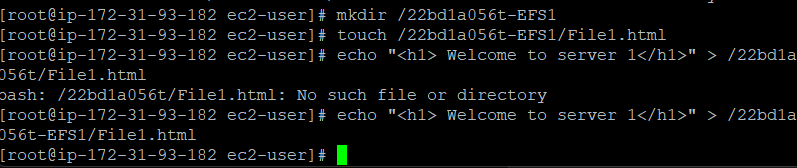 [root@ip-172-31-93-182 ec2-user]# mkdir /22bd1a056t-EFS1
[root@ip-172-31-93-182 ec2-user]# touch /22bd1a056t-EFS1/File1.html
[root@ip-172-31-93-182 ec2-user]# echo "<h1> Welcome to server 1</h1>" > /22bd1a
056t/File1.html
bash: /22bd1a056t/File1.html: No such file or directory
[root@ip-172-31-93-182 ec2-user]# echo "<h1> Welcome to server 1</h1>" > /22bd1a
056t-EFS1/File1.html
[root@ip-172-31-93-182 ec2-user]#